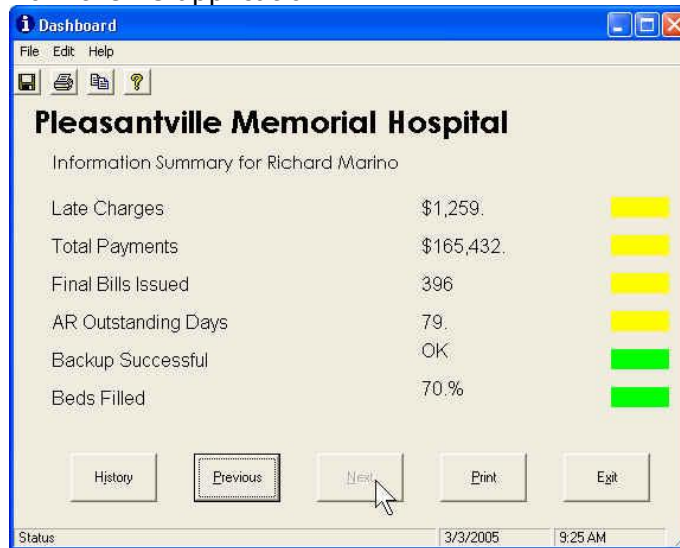 Dashboard
File Edit Help
Pleasantville Memorial Hospital
Information Summary for Richard Marino
Late Charges $1,259.
Total Payments $165,432.
Final Bills Issued 396
AR Outstanding Days 79.
Backup Successful OK
Beds Filled 70.%
History Previous Next Print Exit
Status 3/3/2005 9:25 AM